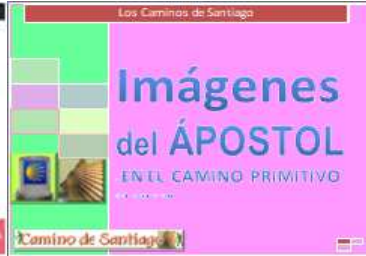 Los Caminos de Santiago
Imágenes
del ÁPOSTOL
EN EL CAMINO PRIMITIVO
Camino de Santiago